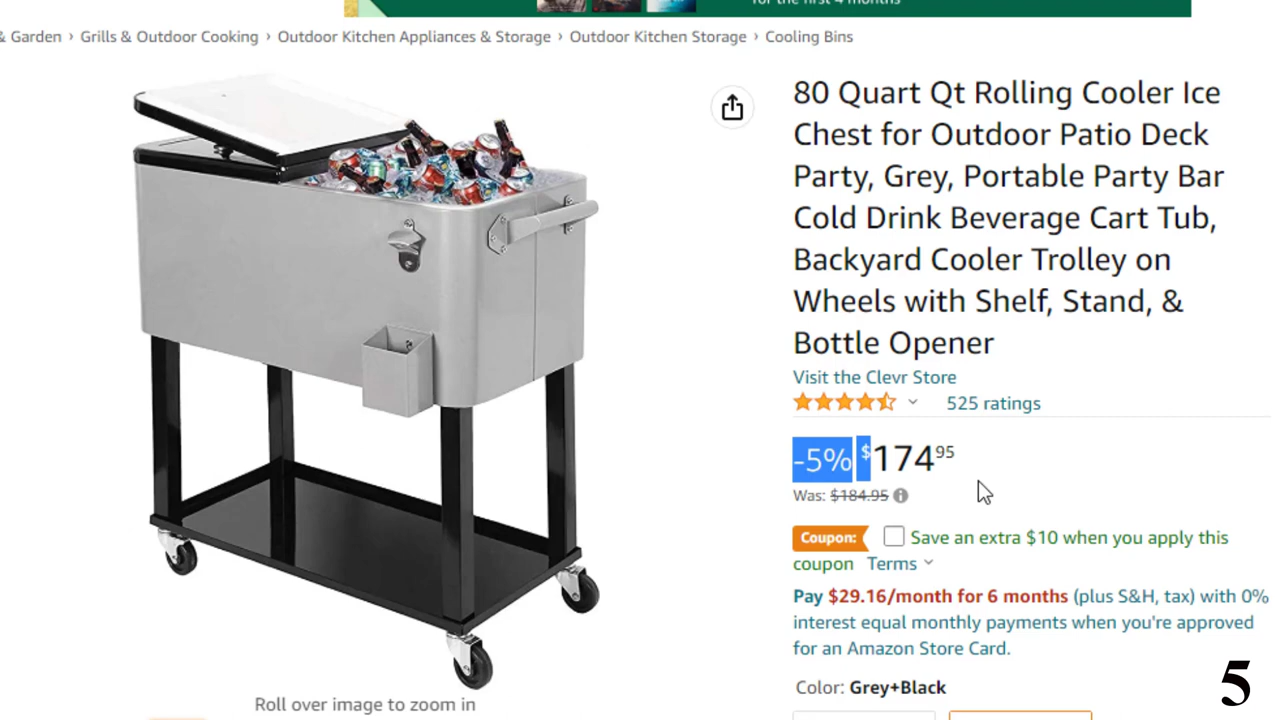 for the first 4 months
& Garden › Grills & Outdoor Cooking › Outdoor Kitchen Appliances & Storage › Outdoor Kitchen Storage › Cooling Bins
80 Quart Qt Rolling Cooler Ice
Chest for Outdoor Patio Deck
Party, Grey, Portable Party Bar
Cold Drink Beverage Cart Tub,
Backyard Cooler Trolley on
Wheels with Shelf, Stand, &
Bottle Opener
Visit the Clevr Store
525 ratings
-5% $174 95
Was: $184.95
Coupon: Save an extra $10 when you apply this
coupon Terms
Pay $29.16/month for 6 months (plus S&H, tax) with 0%
interest equal monthly payments when you're approved
for an Amazon Store Card.
Color: Grey+Black
Roll over image to zoom in
5